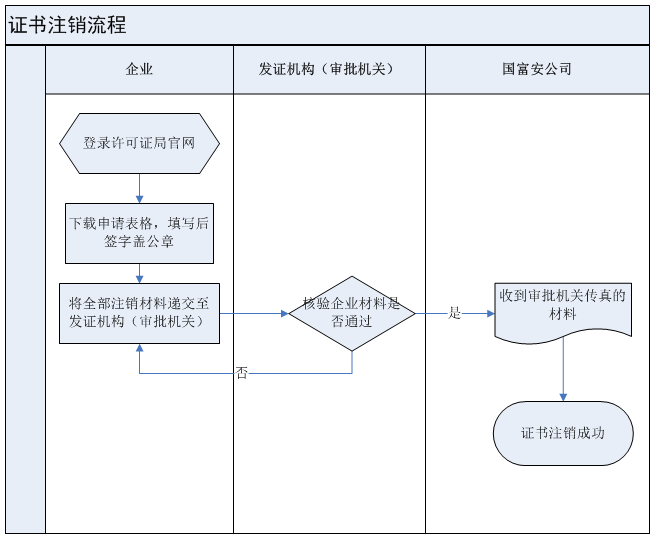 证书注销流程
企业
发证机构（审批机关）
国富安公司
登录许可证局官网
下载申请表格，填写后
签字盖公章
将全部注销材料递交至
发证机构（审批机关）
核验企业材料是
否通过
是
否
收到审批机关传真的
材料
证书注销成功